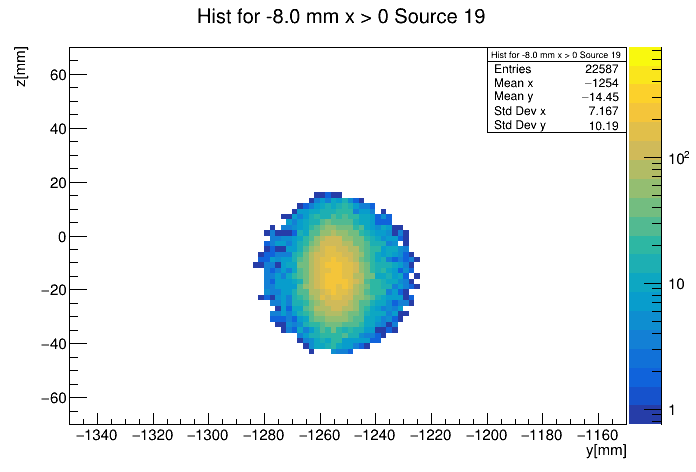 Hist for -8.0 mm x > 0 Source 19
z[mm]
Hist for -8.0 mm x > 0 Source 19
Entries 22587
Mean x −1254
Mean y −14.45
Std Dev x 7.167
Std Dev y 10.19
60
40
20
0
−20
−40
−60
10²
10
1
−1340 −1320 −1300 −1280 −1260 −1240 −1220 −1200 −1180 −1160
y[mm]